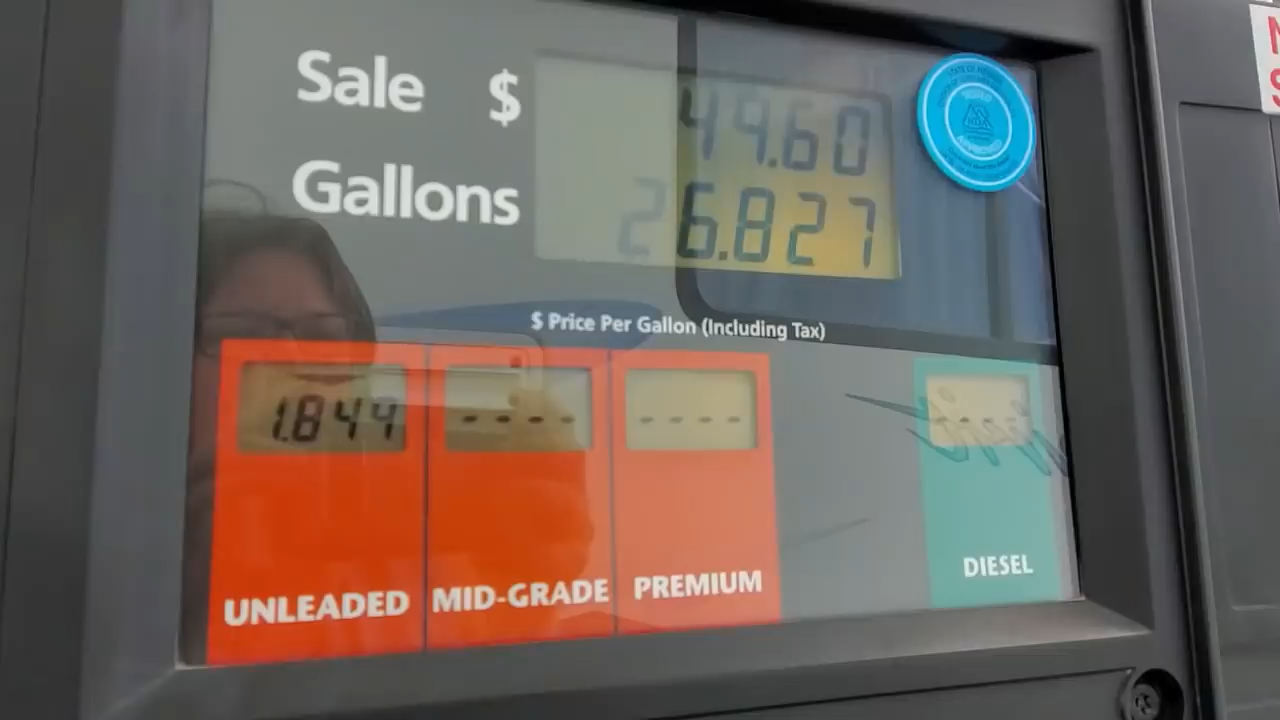 Sale $ 49.60
Gallons 26.827
$ Price Per Gallon (Including Tax)
1.849 - - - - - - - - - - - -
UNLEADED MID-GRADE PREMIUM DIESEL